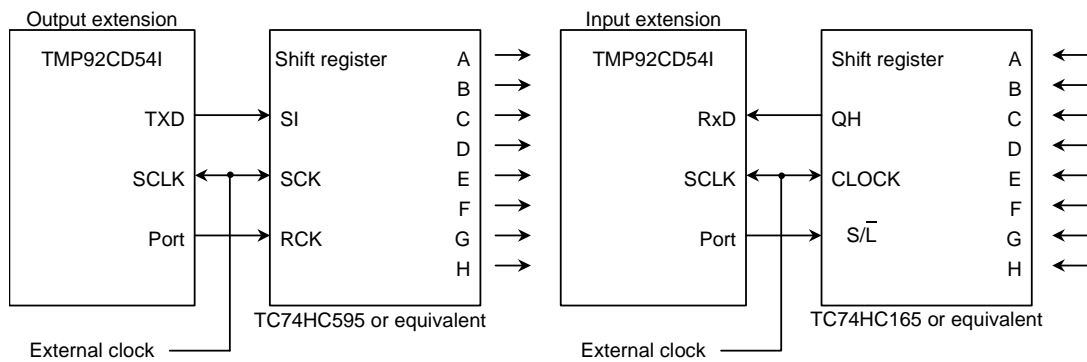 Output extension
TMP92CD54I
Shift register
A
B
TXD
SI
C
D
SCLK
SCK
E
F
Port
RCK
G
H
TC74HC595 or equivalent
External clock
Input extension
TMP92CD54I
Shift register
A
B
RxD
QH
C
D
SCLK
CLOCK
E
F
Port
S/L̅
G
H
TC74HC165 or equivalent
External clock